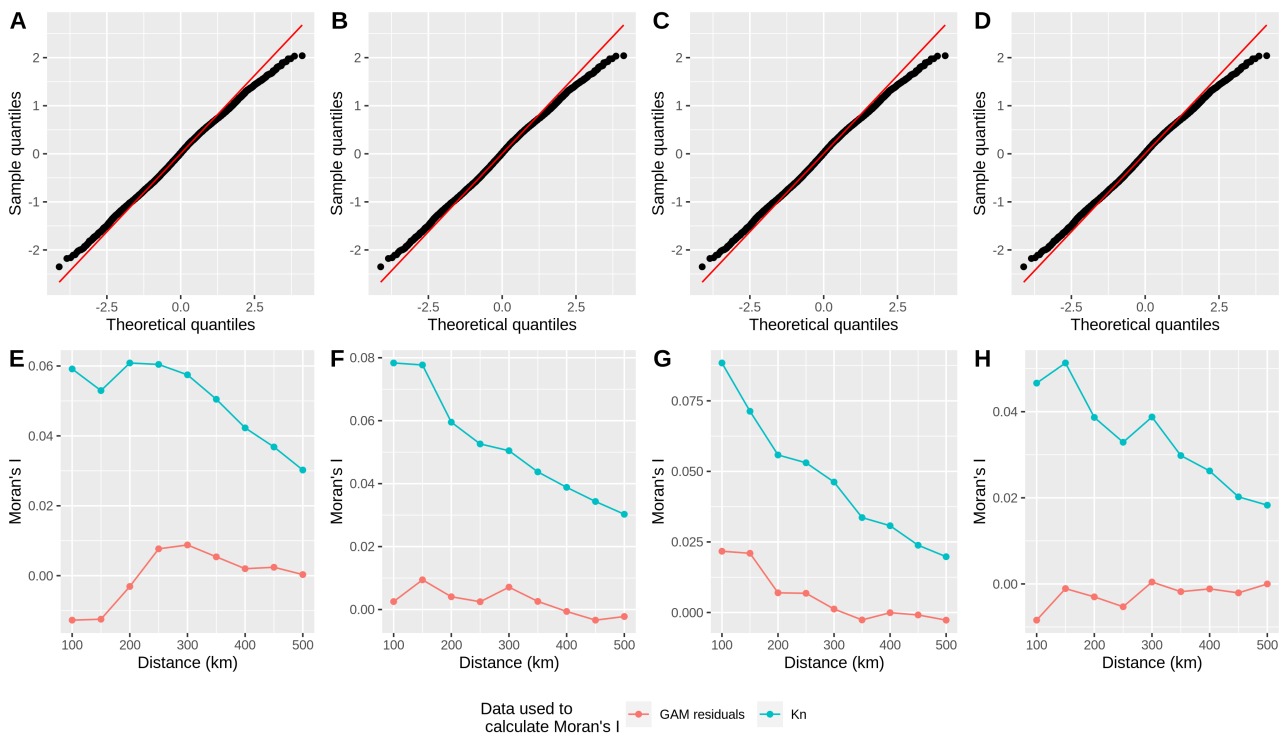 A
B
C
D
Sample quantiles
2
1
0
-1
-2
-2.5
0.0
2.5
Theoretical quantiles
Sample quantiles
2
1
0
-1
-2
-2.5
0.0
2.5
Theoretical quantiles
Sample quantiles
2
1
0
-1
-2
-2.5
0.0
2.5
Theoretical quantiles
Sample quantiles
2
1
0
-1
-2
-2.5
0.0
2.5
Theoretical quantiles
E
Moran's I
0.06
0.04
0.02
0.00
100 200 300 400 500
Distance (km)
F
Moran's I
0.08
0.06
0.04
0.02
0.00
100 200 300 400 500
Distance (km)
G
Moran's I
0.075
0.050
0.025
0.000
100 200 300 400 500
Distance (km)
H
Moran's I
0.04
0.02
0.00
100 200 300 400 500
Distance (km)
Data used to
calculate Moran's I
GAM residuals
Kn